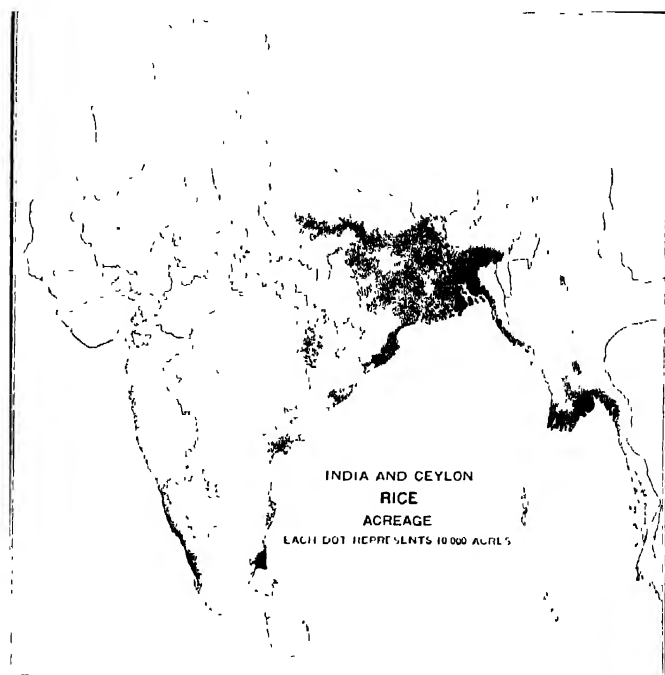 INDIA AND CEYLON
RICE
ACREAGE
EACH DOT REPRESENTS 10 000 ACRES